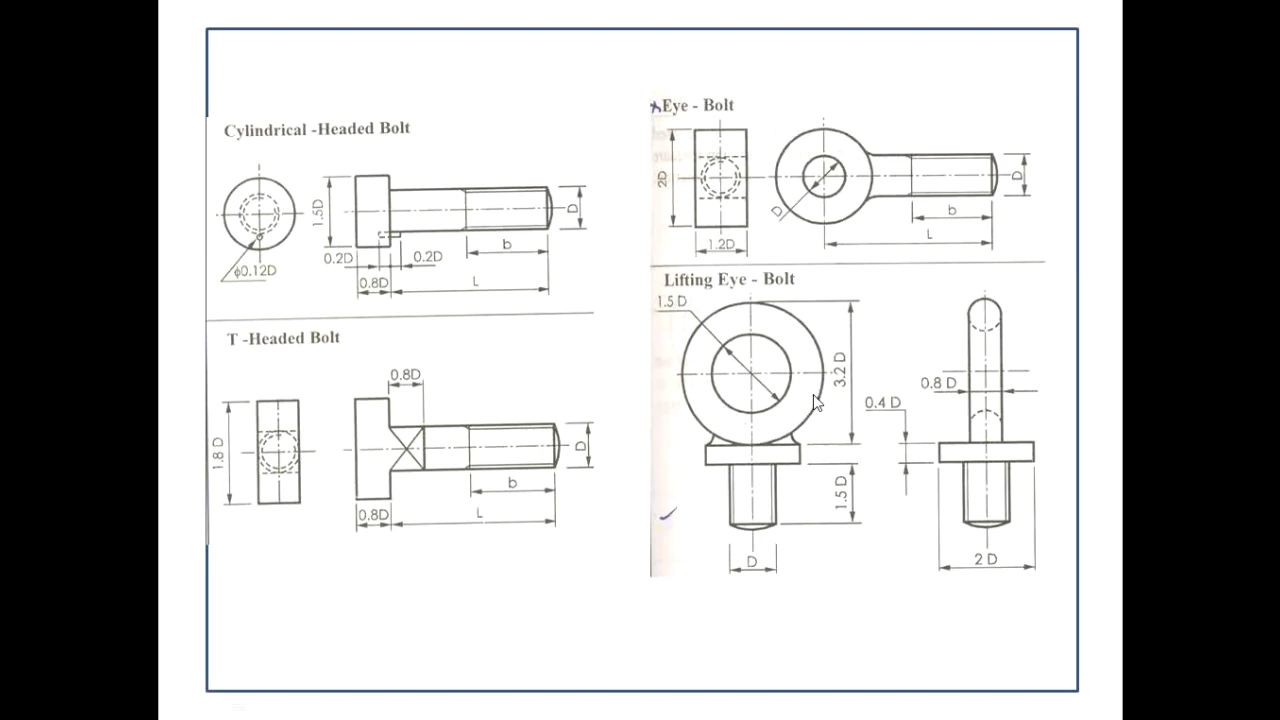 Cylindrical -Headed Bolt
1.5D
D
0.2D
0.2D
b
ϕ0.12D
0.8D
L
T -Headed Bolt
0.8D
1.8 D
D
b
0.8D
L
Eye - Bolt
2D
D
D
b
1.2D
L
Lifting Eye - Bolt
1.5 D
3.2 D
0.8 D
0.4 D
1.5 D
D
2 D